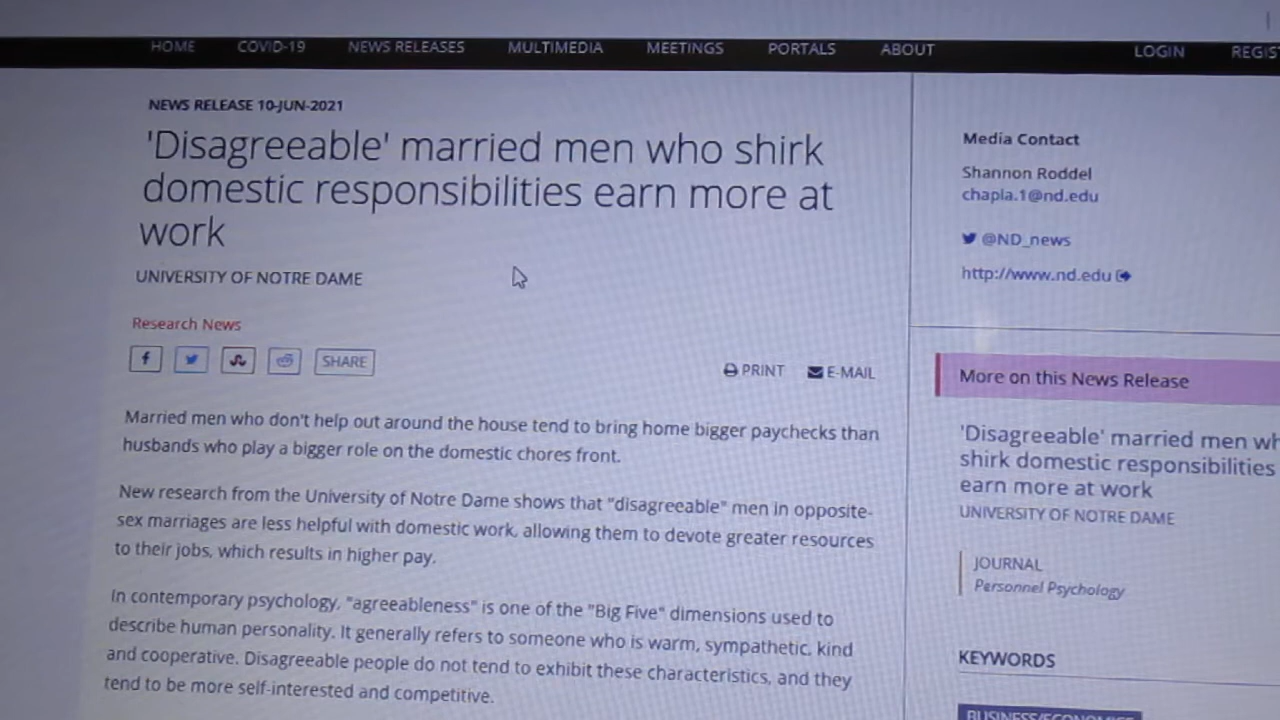 HOME COVID-19 NEWS RELEASES MULTIMEDIA MEETINGS PORTALS ABOUT LOGIN
NEWS RELEASE 10-JUN-2021
'Disagreeable' married men who shirk
domestic responsibilities earn more at
work
UNIVERSITY OF NOTRE DAME
Research News
SHARE
PRINT E-MAIL
Married men who don't help out around the house tend to bring home bigger paychecks than
husbands who play a bigger role on the domestic chores front.
New research from the University of Notre Dame shows that "disagreeable" men in opposite-
sex marriages are less helpful with domestic work, allowing them to devote greater resources
to their jobs, which results in higher pay.
In contemporary psychology, "agreeableness" is one of the "Big Five" dimensions used to
describe human personality. It generally refers to someone who is warm, sympathetic, kind
and cooperative. Disagreeable people do not tend to exhibit these characteristics, and they
tend to be more self-interested and competitive.
Media Contact
Shannon Roddel
chapla.1@nd.edu
@ND_news
http://www.nd.edu
More on this News Release
'Disagreeable' married men
shirk domestic responsibilities
earn more at work
UNIVERSITY OF NOTRE DAME
JOURNAL
Personnel Psychology
KEYWORDS
BUSINESS/ECONOMICS